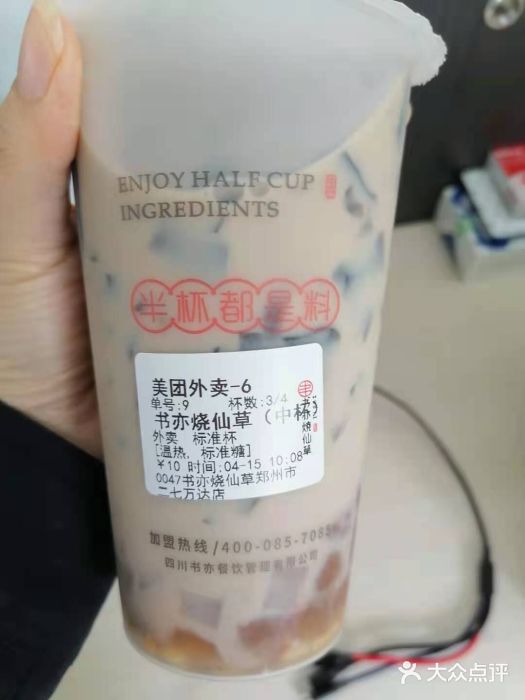 ENJOY HALF CUP
INGREDIENTS
半杯都是料
美团外卖-6
单号:9 杯数:3/4
书亦烧仙草（中杯）
外卖 标准杯
[温热，标准糖]
¥10 时间:04-15 10:08
0047书亦烧仙草郑州市
二七万达店
加盟热线/400-085-7085
四川书亦餐饮管理有限公司
大众点评